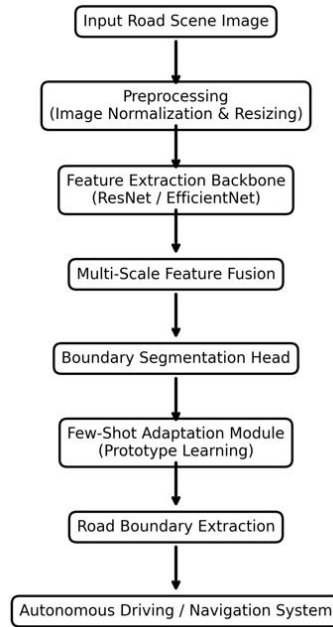 Input Road Scene Image
Preprocessing
(Image Normalization & Resizing)
Feature Extraction Backbone
(ResNet / EfficientNet)
Multi-Scale Feature Fusion
Boundary Segmentation Head
Few-Shot Adaptation Module
(Prototype Learning)
Road Boundary Extraction
Autonomous Driving / Navigation System